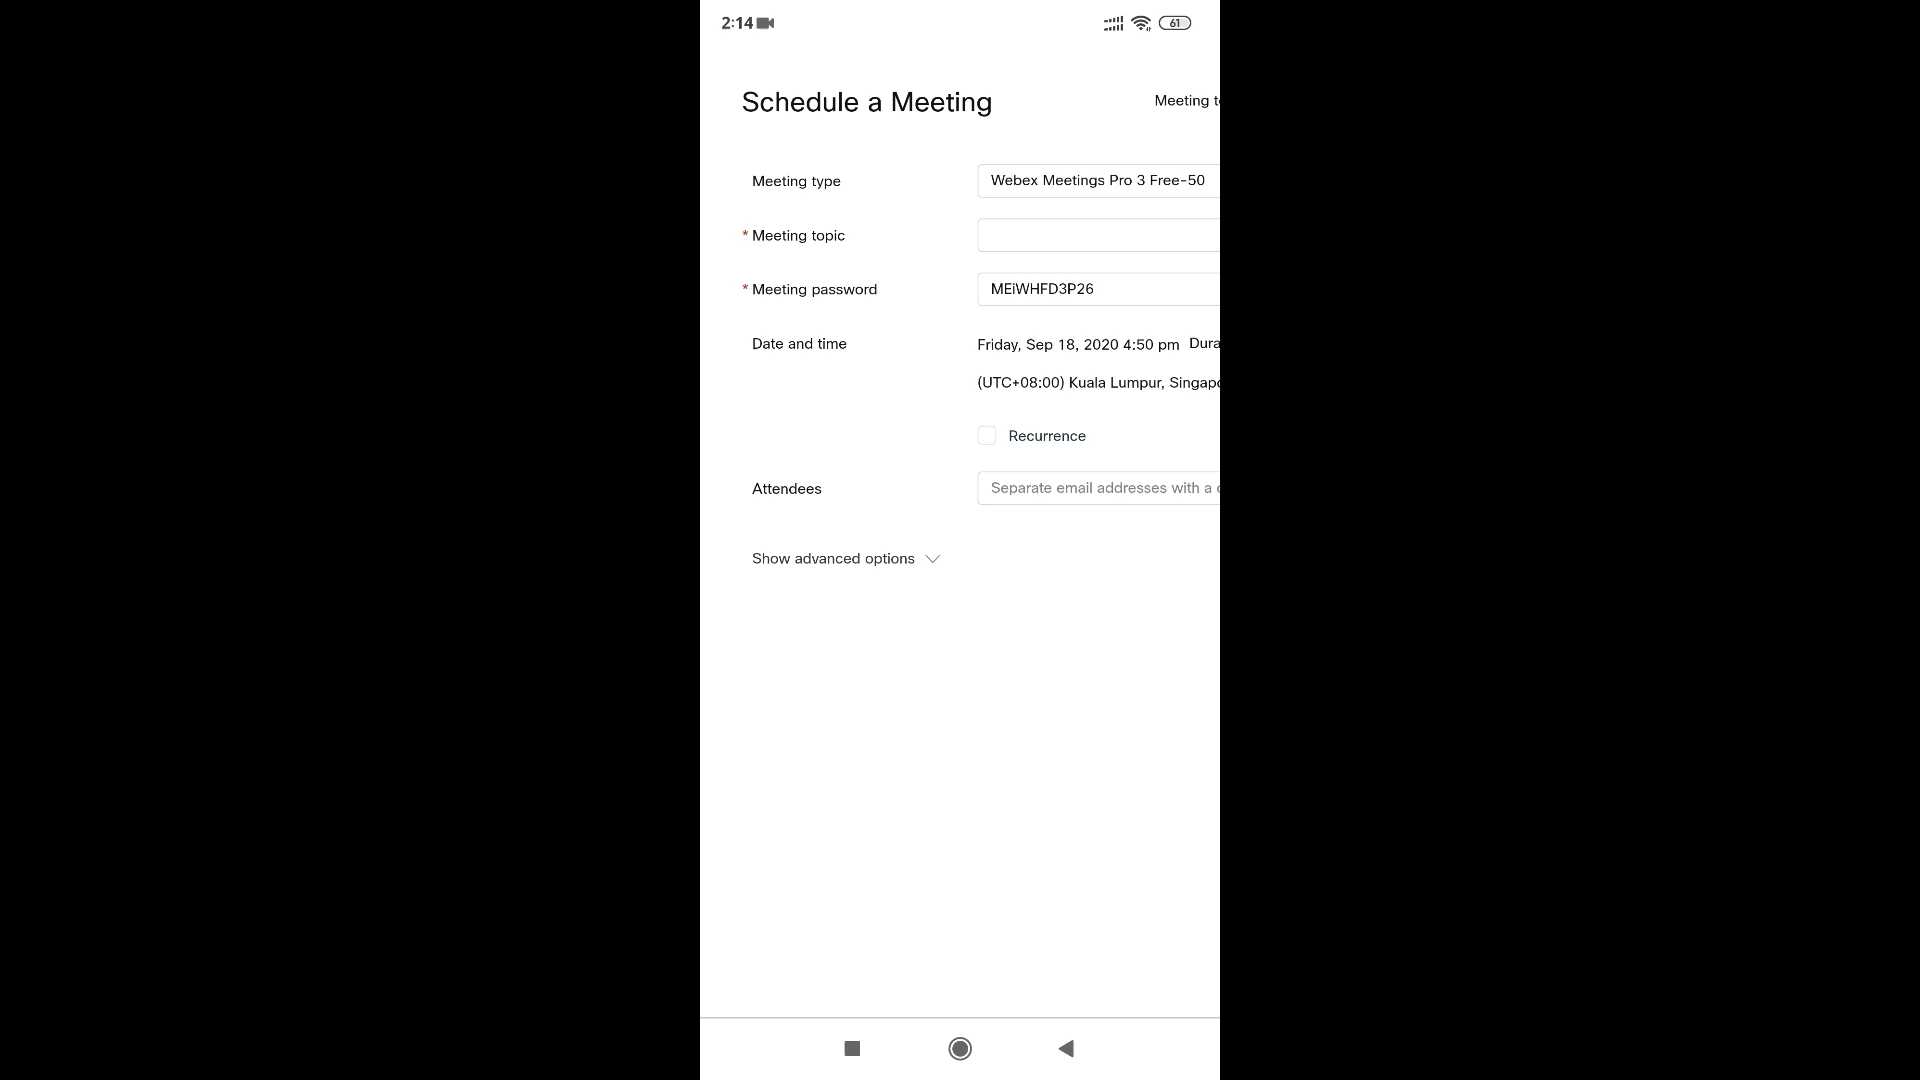 2:14
61
Schedule a Meeting
Meeting
Meeting type
Webex Meetings Pro 3 Free-50
* Meeting topic
* Meeting password
MEiWHFD3P26
Date and time
Friday, Sep 18, 2020 4:50 pm
(UTC+08:00) Kuala Lumpur,
Recurrence
Attendees
Separate email addresses with a
Show advanced options